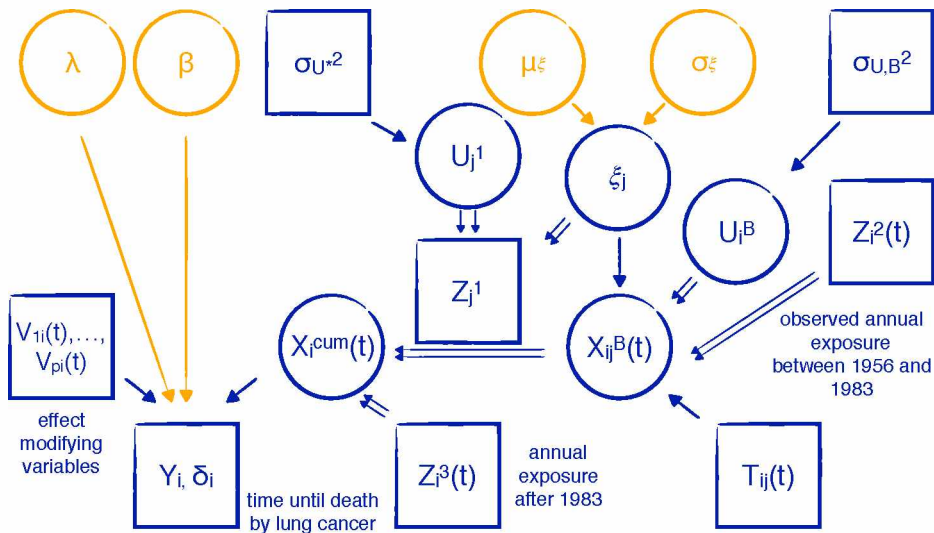 λ
β
σU*²
μξ
σξ
σU,B²
Uj¹
ξj
UiB
Zi²(t)
Zj¹
V1i(t),...,
Vpi(t)
Xicum(t)
XijB(t)
observed annual
exposure
between 1956 and
1983
effect
modifying
variables
Yi, δi
time until death
by lung cancer
Zi³(t)
annual
exposure
after 1983
Tij(t)